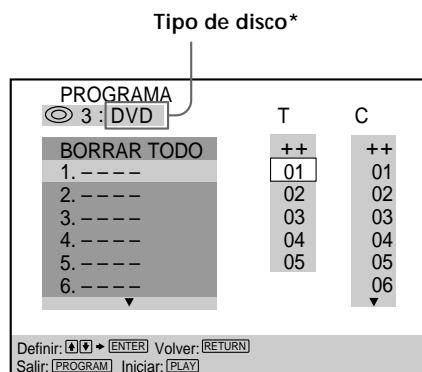 Tipo de disco*
PROGRAMA
3 : DVD
T C
BORRAR TODO ++ ++
1. – – – – 01 01
2. – – – – 02 02
3. – – – – 03 03
4. – – – – 04 04
5. – – – – 05 05
6. – – – – 06
Definir: ENTER Volver: RETURN
Salir: PROGRAM Iniciar: PLAY